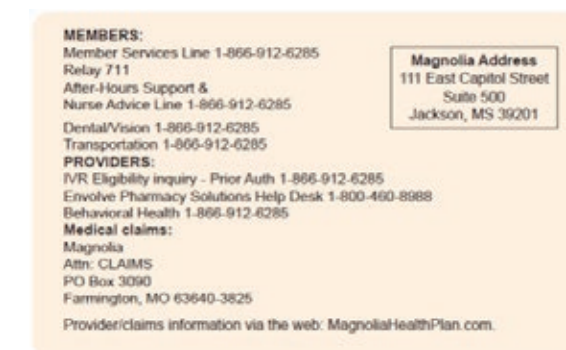 MEMBERS:
Member Services Line 1-866-912-6285
Relay 711
After-Hours Support &
Nurse Advice Line 1-866-912-6285
Dental/Vision 1-866-912-6285
Transportation 1-866-912-6285
PROVIDERS:
IVR Eligibility inquiry - Prior Auth 1-866-912-6285
Envolve Pharmacy Solutions Help Desk 1-800-460-8988
Behavioral Health 1-866-912-6285
Medical claims:
Magnolia
Attn: CLAIMS
PO Box 3090
Farmington, MO 63640-3825
Provider/claims information via the web: MagnoliaHealthPlan.com.
Magnolia Address
111 East Capitol Street
Suite 500
Jackson, MS 39201